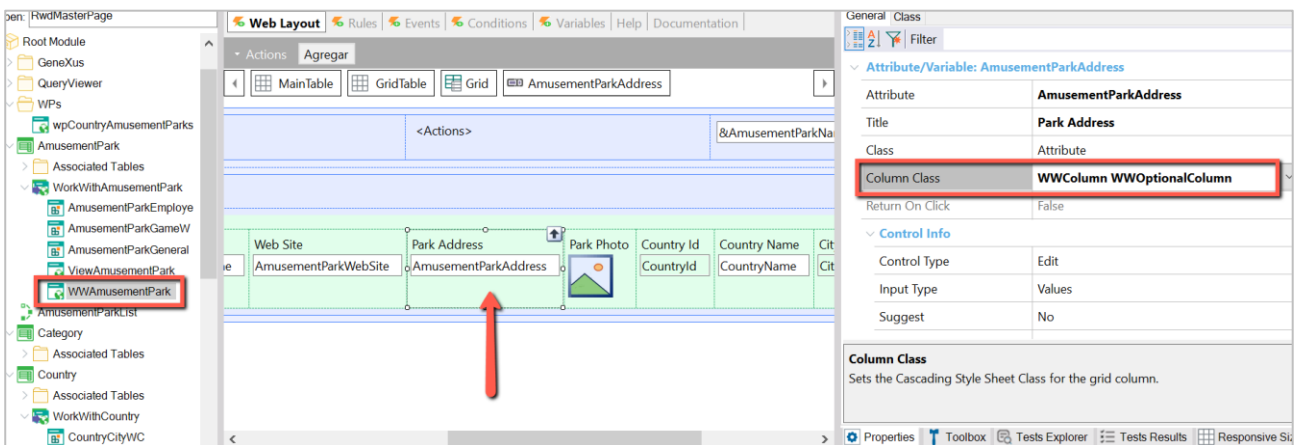 pen: RwdMasterPage
Root Module
GeneXus
QueryViewer
WPs
wpCountryAmusementParks
AmusementPark
Associated Tables
WorkWithAmusementPark
AmusementParkEmploye
AmusementParkGameW
AmusementParkGeneral
ViewAmusementPark
WWAmusementPark
AmusementParkList
Category
Associated Tables
Country
Associated Tables
WorkWithCountry
CountryCityWC
Web Layout Rules Events Conditions Variables Help Documentation
Actions Agregar
MainTable GridTable Grid AmusementParkAddress
<Actions> &AmusementParkNa
Web Site Park Address Park Photo Country Id Country Name Cit
e AmusementParkWebSite AmusementParkAddress CountryId CountryName Cit
General Class
Filter
Attribute/Variable: AmusementParkAddress
Attribute AmusementParkAddress
Title Park Address
Class Attribute
Column Class WWColumn WWOptionalColumn
Return On Click False
Control Info
Control Type Edit
Input Type Values
Suggest No
Column Class
Sets the Cascading Style Sheet Class for the grid column.
Properties Toolbox Tests Explorer Tests Results Responsive Siz